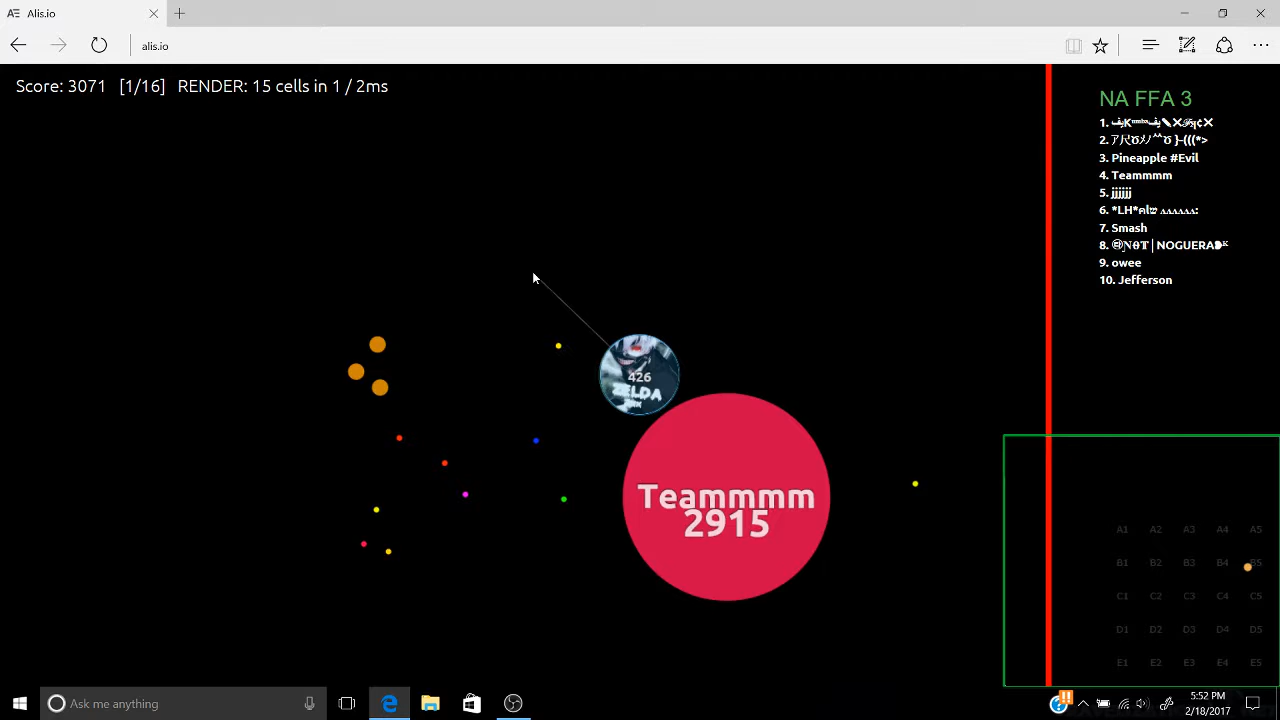 Alis.io
alis.io
Score: 3071 [1/16] RENDER: 15 cells in 1 / 2ms
NA FFA 3
3. Pineapple #Evil
4. Teammmm
5. jjjjjj
7. Smash
9. owee
10. Jefferson
426
ZELDA
Teammmm
2915
A1 A2 A3 A4 A5
B1 B2 B3 B4 B5
C1 C2 C3 C4 C5
D1 D2 D3 D4 D5
E1 E2 E3 E4 E5
Ask me anything
5:52 PM
2/18/2017